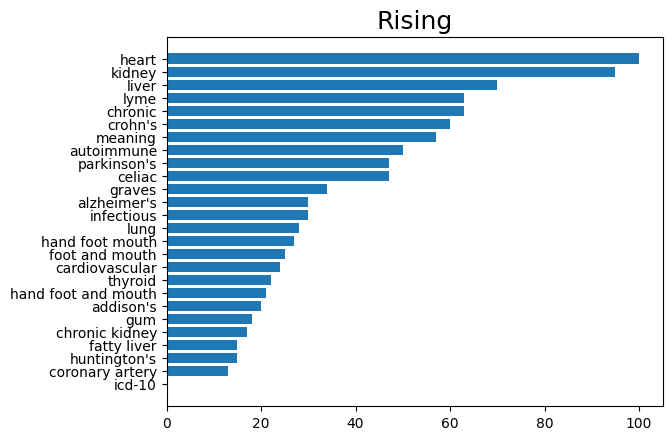 Rising
heart
kidney
liver
lyme
chronic
crohn's
meaning
autoimmune
parkinson's
celiac
graves
alzheimer's
infectious
lung
hand foot mouth
foot and mouth
cardiovascular
thyroid
hand foot and mouth
addison's
gum
chronic kidney
fatty liver
huntington's
coronary artery
icd-10
0 20 40 60 80 100